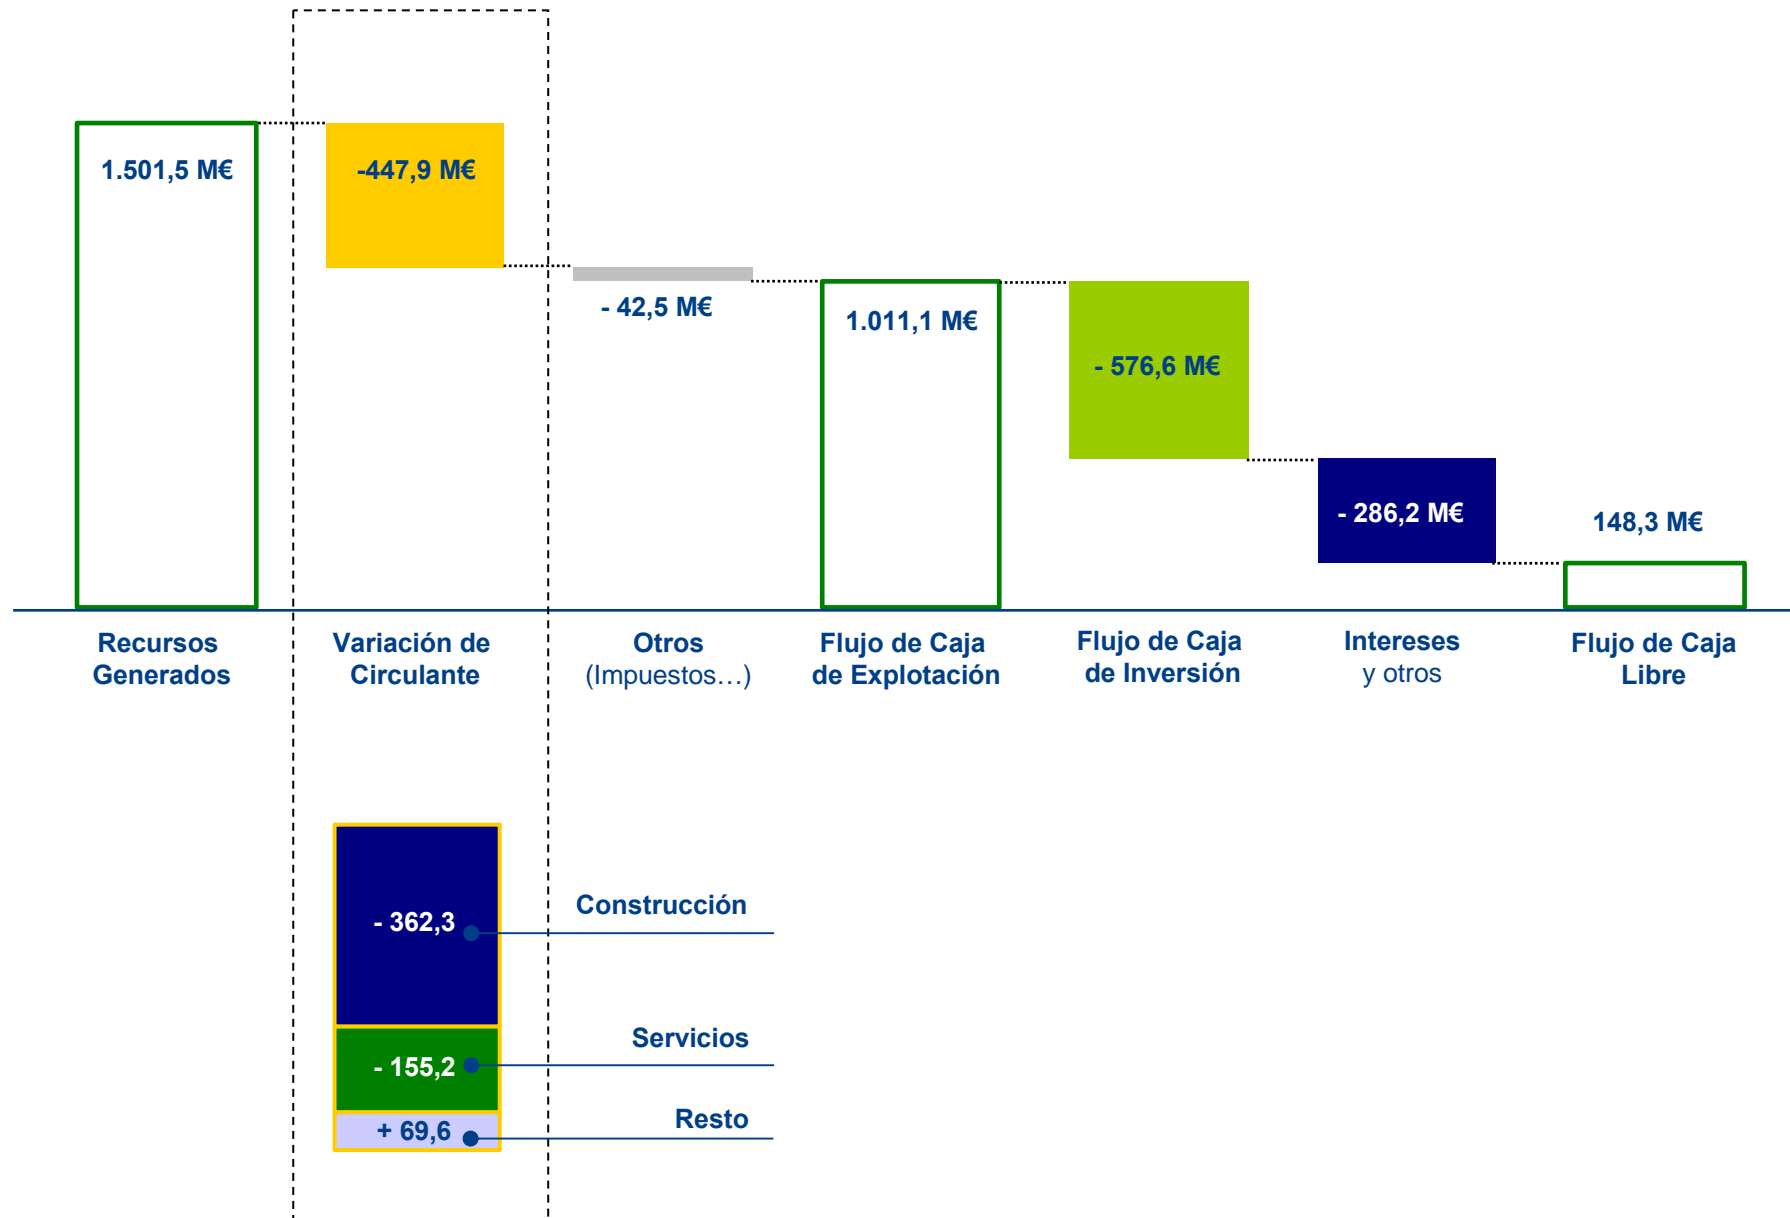 1.501,5 M€
-447,9 M€
- 42,5 M€
1.011,1 M€
- 576,6 M€
- 286,2 M€
148,3 M€
Recursos
Generados
Variación de
Circulante
Otros
(Impuestos…)
Flujo de Caja
de Explotación
Flujo de Caja
de Inversión
Intereses
y otros
Flujo de Caja
Libre
- 362,3
Construcción
- 155,2
Servicios
+ 69,6
Resto